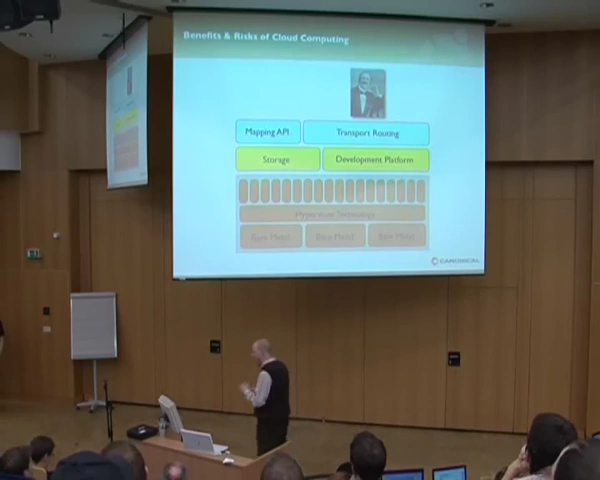 Benefits & Risks of Cloud Computing
Mapping API
Transport Routing
Storage
Development Platform
Hypervisor Technology
Bare Metal
Bare Metal
Bare Metal
CANONICAL